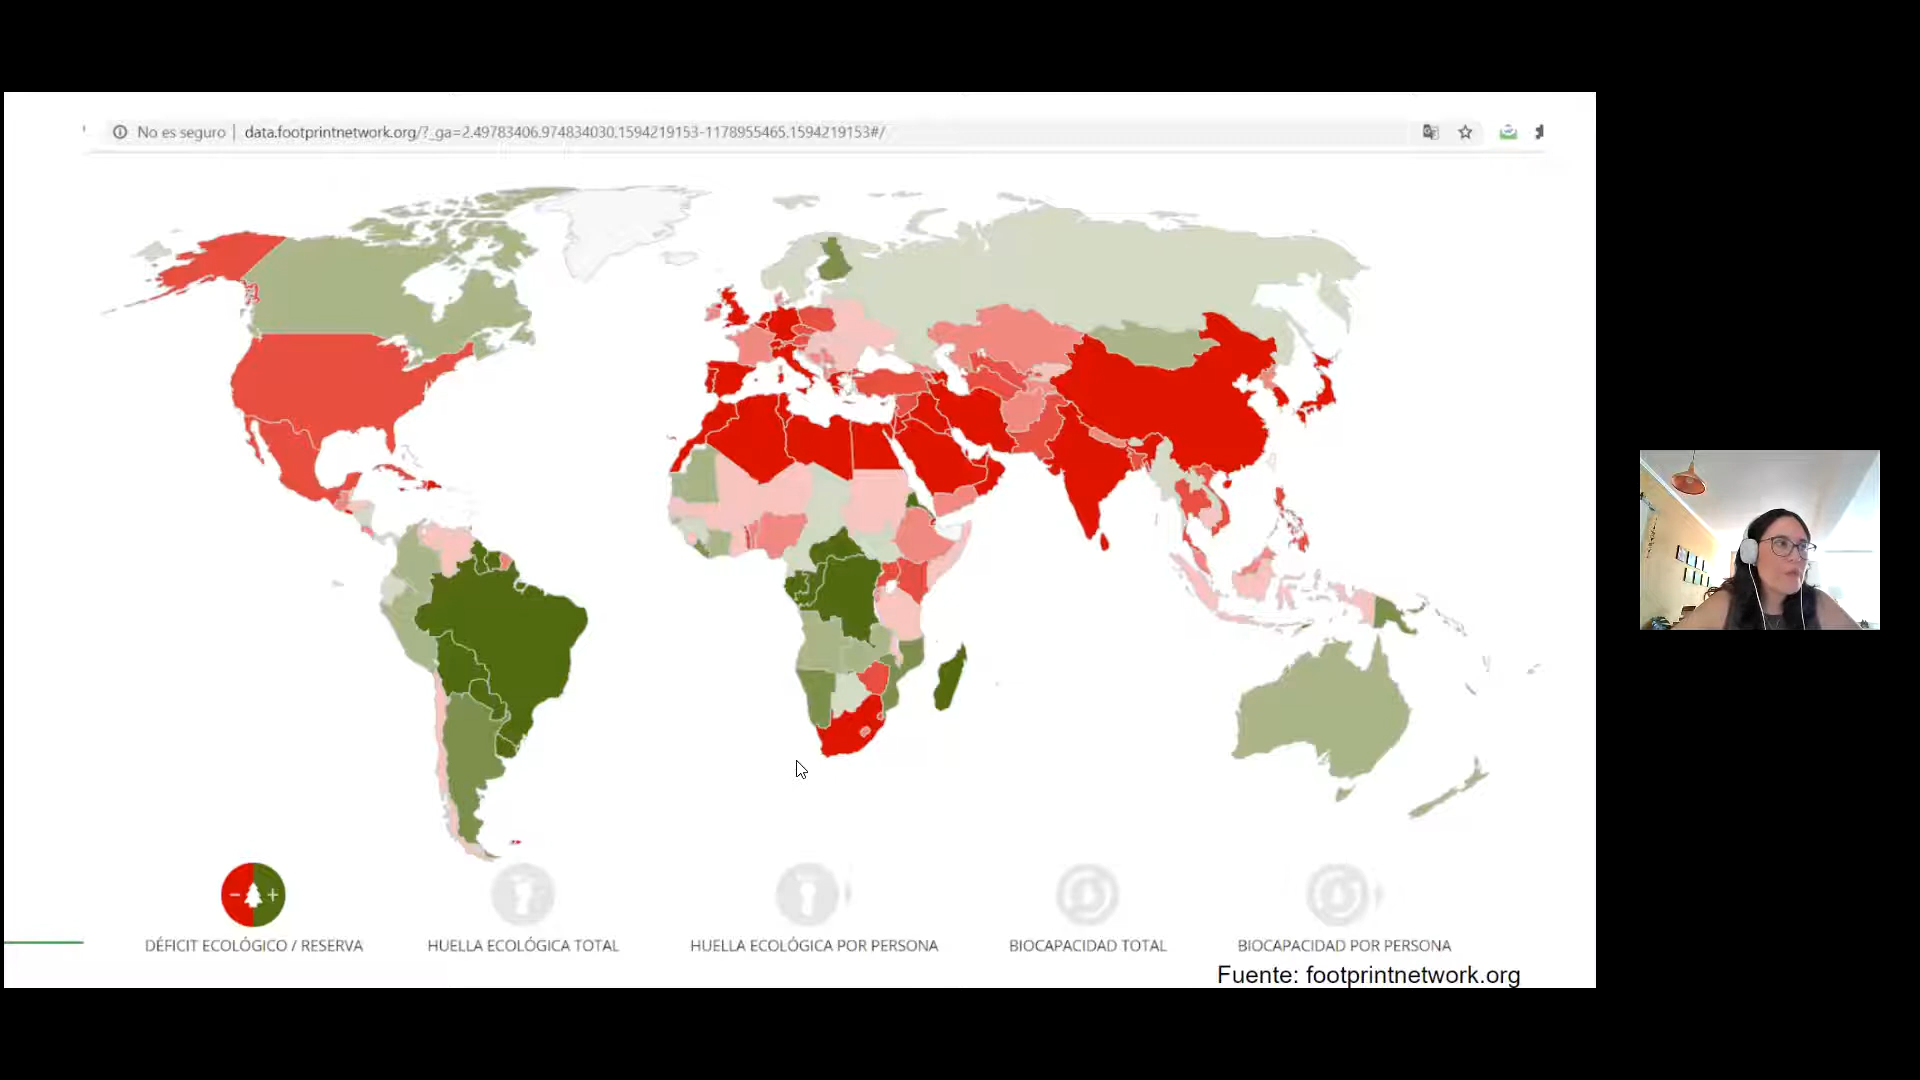 No es seguro | data.footprintnetwork.org/?_ga=2.49783406.974834030.1594219153-1178955465.1594219153#/
DÉFICIT ECOLÓGICO / RESERVA
HUELLA ECOLÓGICA TOTAL
HUELLA ECOLÓGICA POR PERSONA
BIOCAPACIDAD TOTAL
BIOCAPACIDAD POR PERSONA
Fuente: footprintnetwork.org